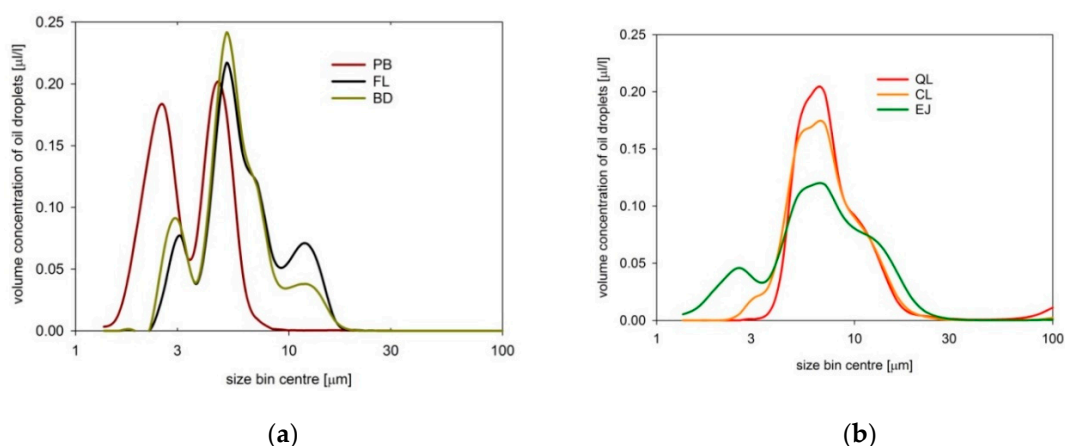 volume concentration of oil droplets [µl/l]
0.25
0.20
0.15
0.10
0.05
0.00
PB
FL
BD
1
3
10
30
100
size bin centre [µm]
(a)
volume concentration of oil droplets [µl/l]
0.25
0.20
0.15
0.10
0.05
0.00
QL
CL
EJ
1
3
10
30
100
size bin centre [µm]
(b)